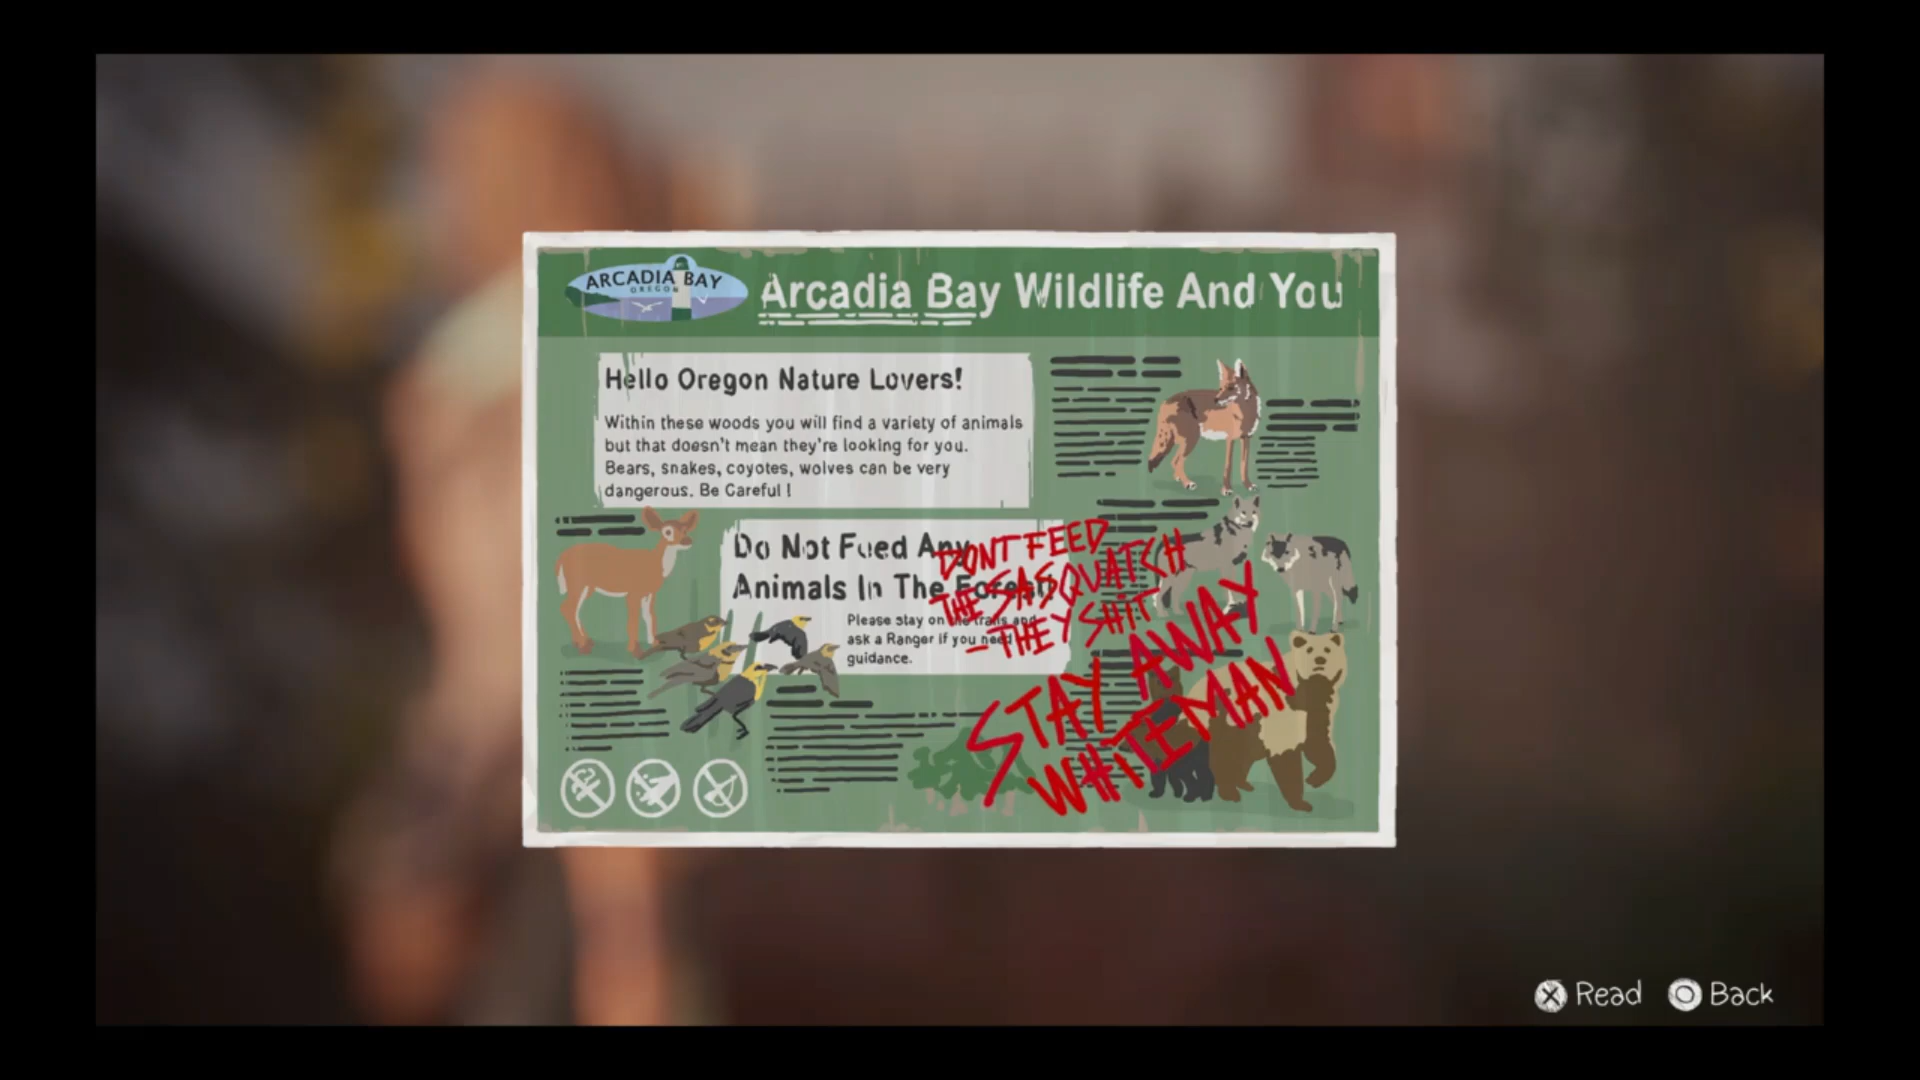 ARCADIA BAY
OREGON
Arcadia Bay Wildlife And You
Hello Oregon Nature Lovers!
Within these woods you will find a variety of animals
but that doesn't mean they're looking for you.
Bears, snakes, coyotes, wolves can be very
dangerous. Be Careful !
Do Not Feed Any
Animals In The Forest
Please stay on the trails and
ask a Ranger if you need
guidance.
DONT FEED
THE SASQUATCH
- THEY SHIT
STAY AWAY
WHITEMAN
Read
Back